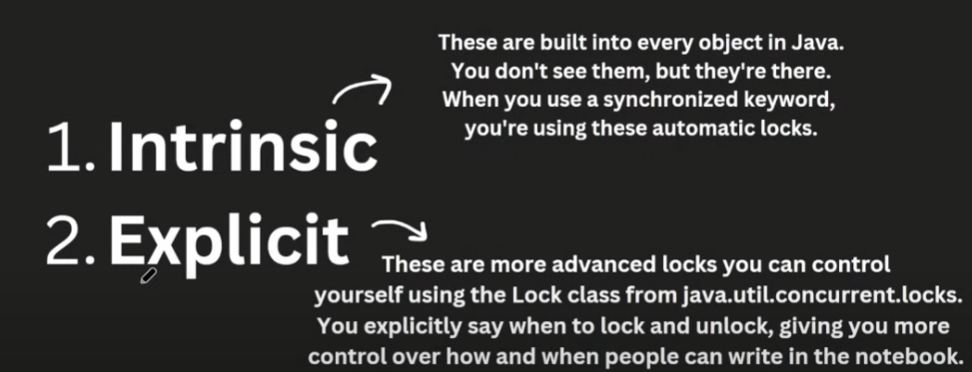 These are built into every object in Java.
You don't see them, but they're there.
When you use a synchronized keyword,
you're using these automatic locks.
1. Intrinsic
2. Explicit
These are more advanced locks you can control
yourself using the Lock class from java.util.concurrent.locks.
You explicitly say when to lock and unlock, giving you more
control over how and when people can write in the notebook.